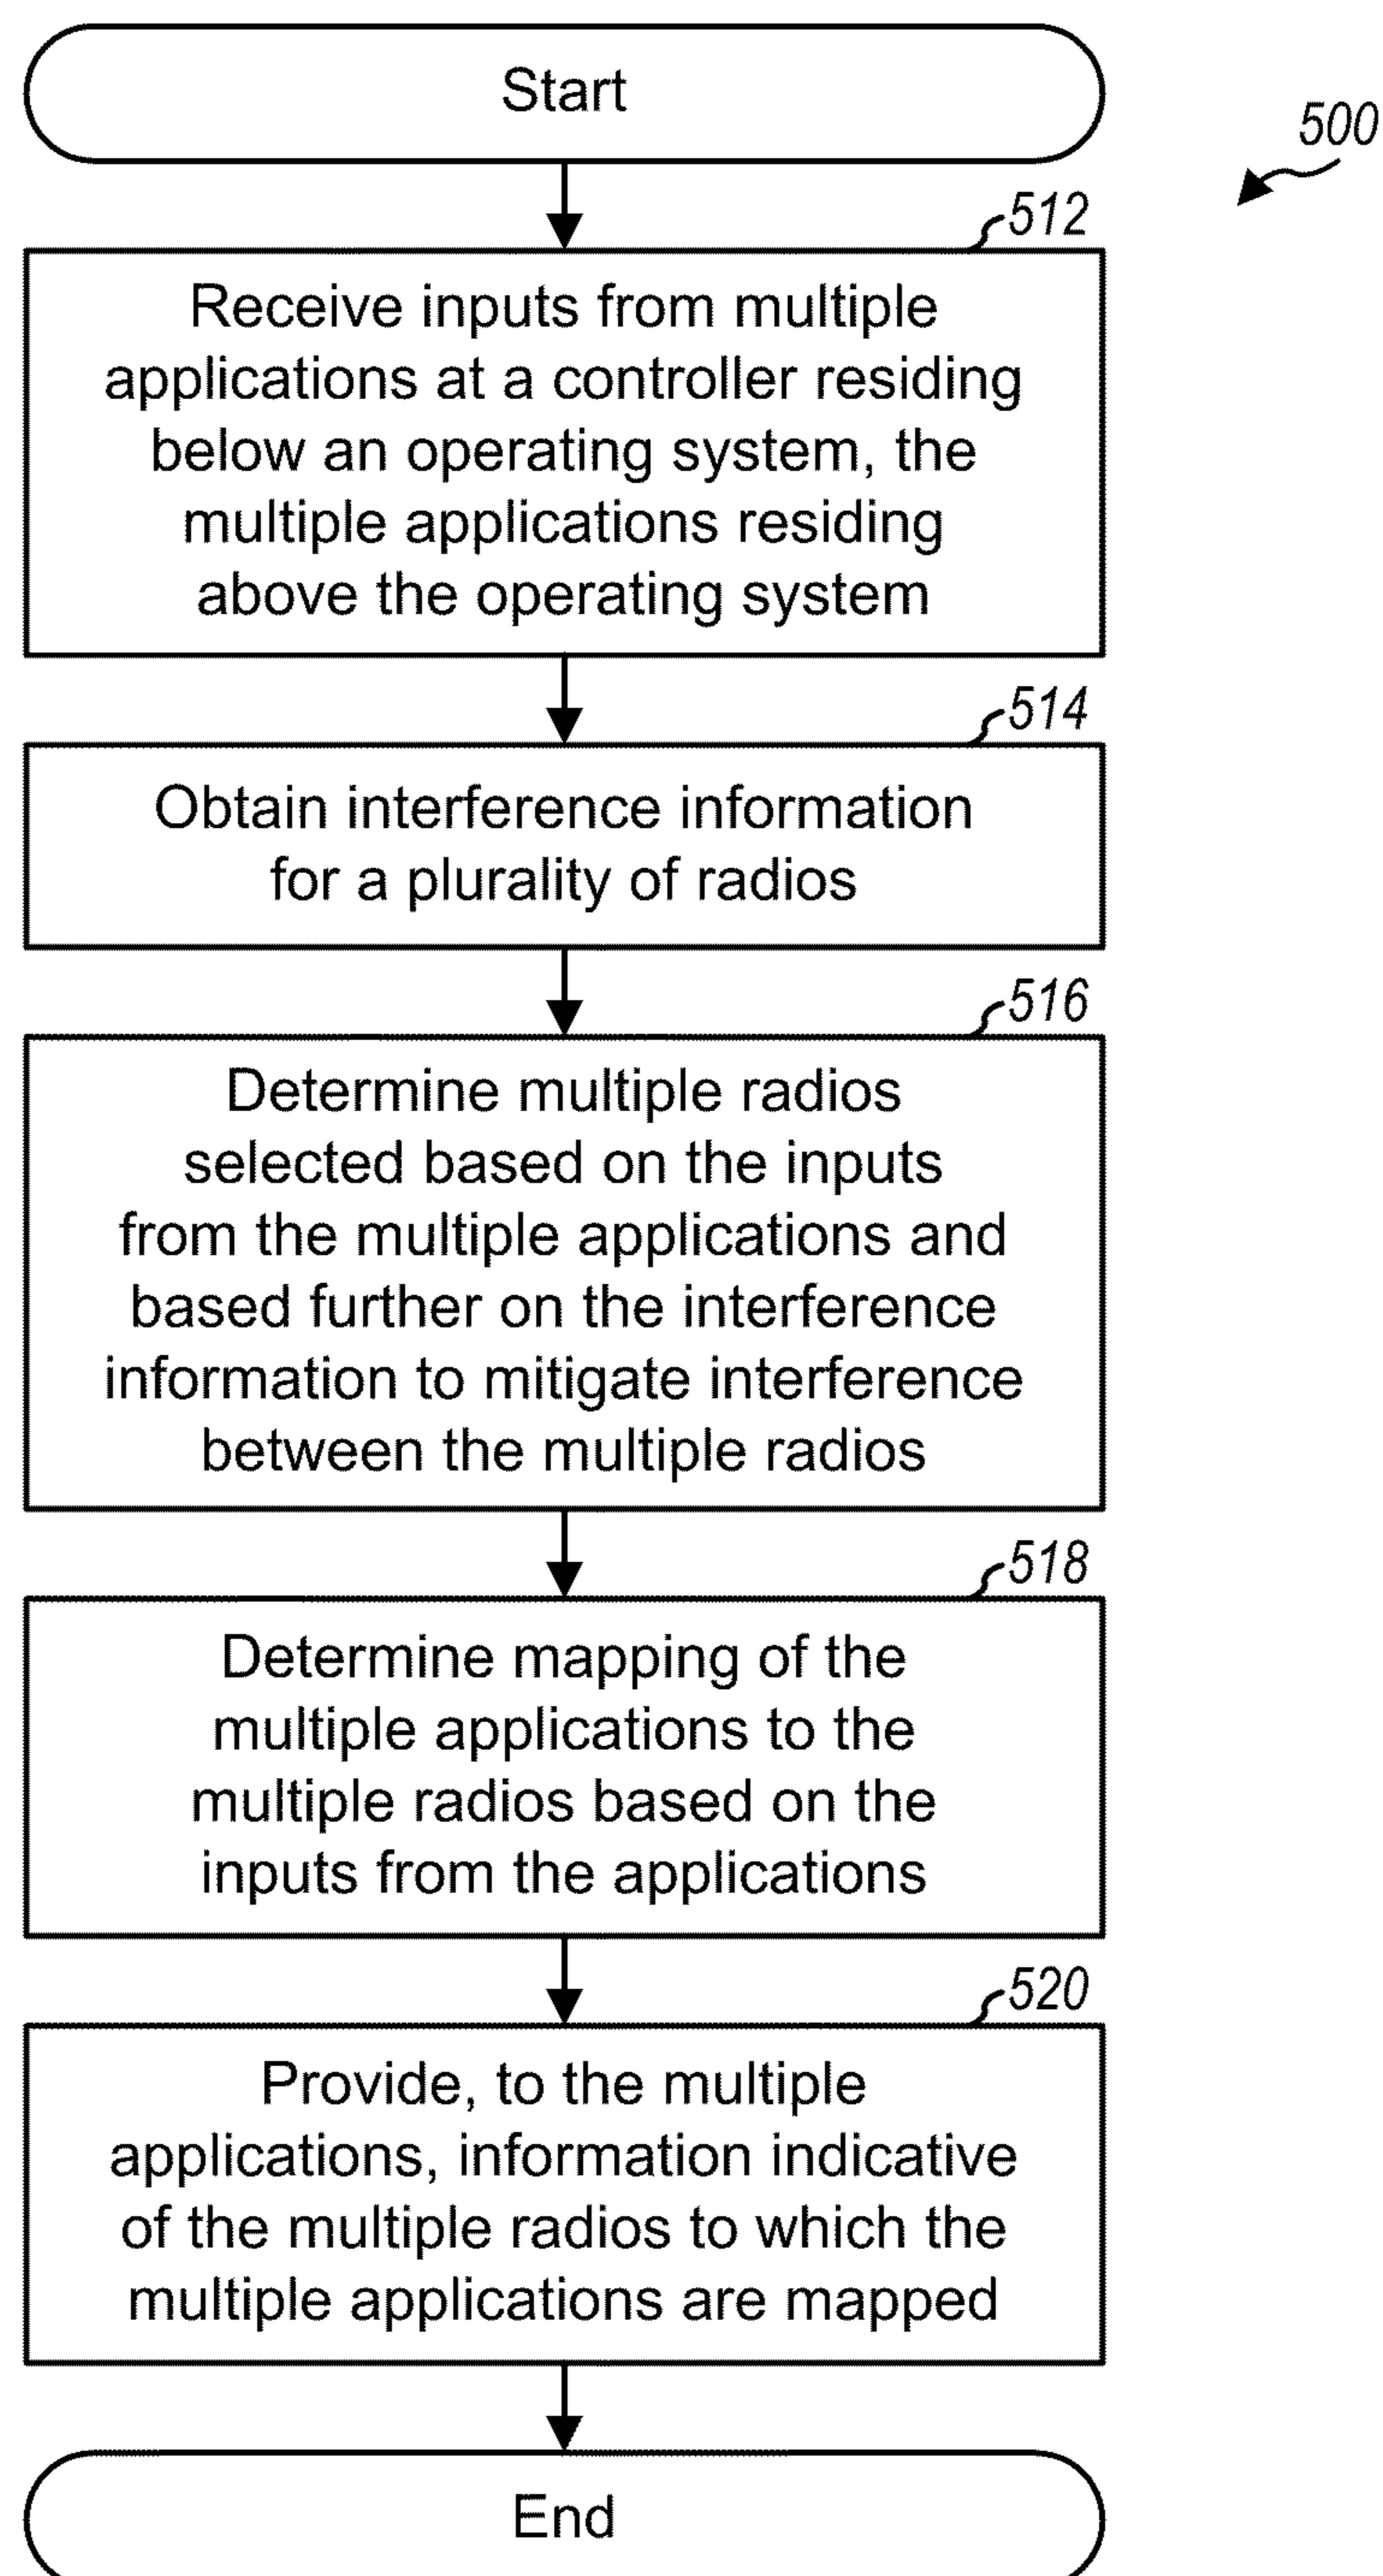 Start
500
512
Receive inputs from multiple
applications at a controller residing
below an operating system, the
multiple applications residing
above the operating system
514
Obtain interference information
for a plurality of radios
516
Determine multiple radios
selected based on the inputs
from the multiple applications and
based further on the interference
information to mitigate interference
between the multiple radios
518
Determine mapping of the
multiple applications to the
multiple radios based on the
inputs from the applications
520
Provide, to the multiple
applications, information indicative
of the multiple radios to which the
multiple applications are mapped
End